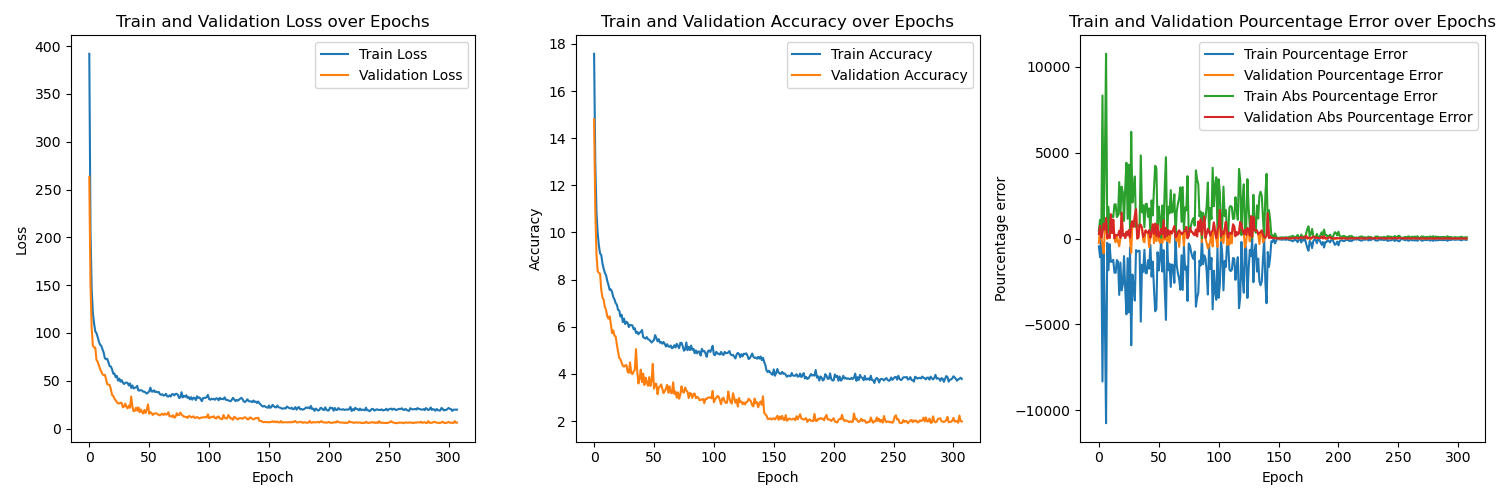 Train and Validation Loss over Epochs
Train Loss
Validation Loss
400
350
300
250
200
150
100
50
0
Loss
0 50 100 150 200 250 300
Epoch
Train and Validation Accuracy over Epochs
Train Accuracy
Validation Accuracy
18
16
14
12
10
8
6
4
2
Accuracy
0 50 100 150 200 250 300
Epoch
Train and Validation Pourcentage Error over Epochs
Train Pourcentage Error
Validation Pourcentage Error
Train Abs Pourcentage Error
Validation Abs Pourcentage Error
10000
5000
0
−5000
−10000
Pourcentage error
0 50 100 150 200 250 300
Epoch